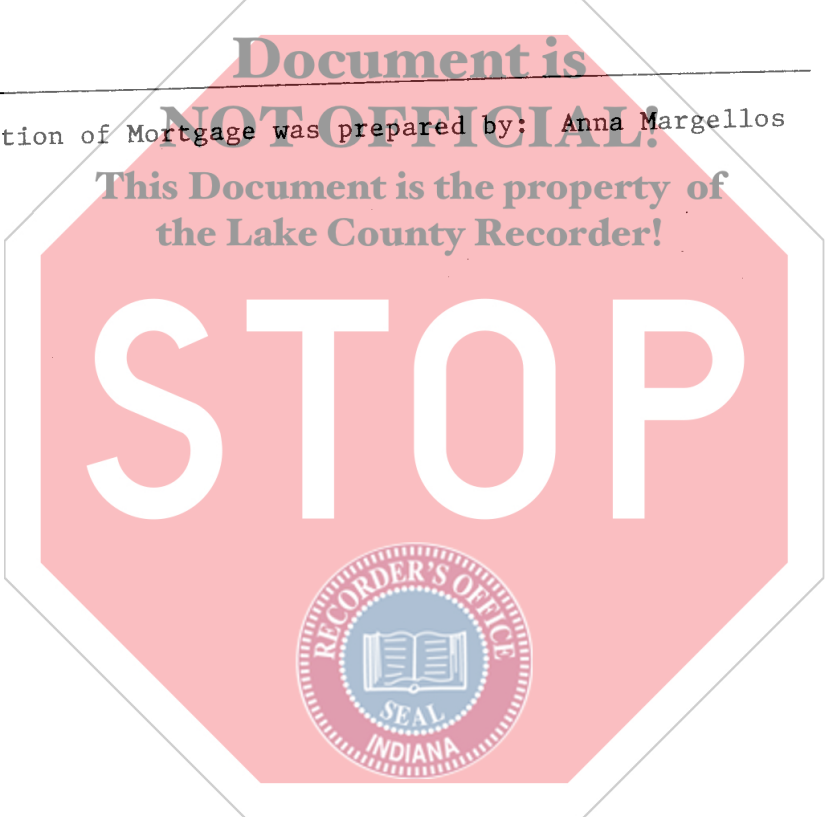 Document is
tion of Mortgage was prepared by: Anna Margellos
NOT OFFICIAL!
This Document is the property of
the Lake County Recorder!
STOP
RECORDER'S OFFICE
SEAL
INDIANA